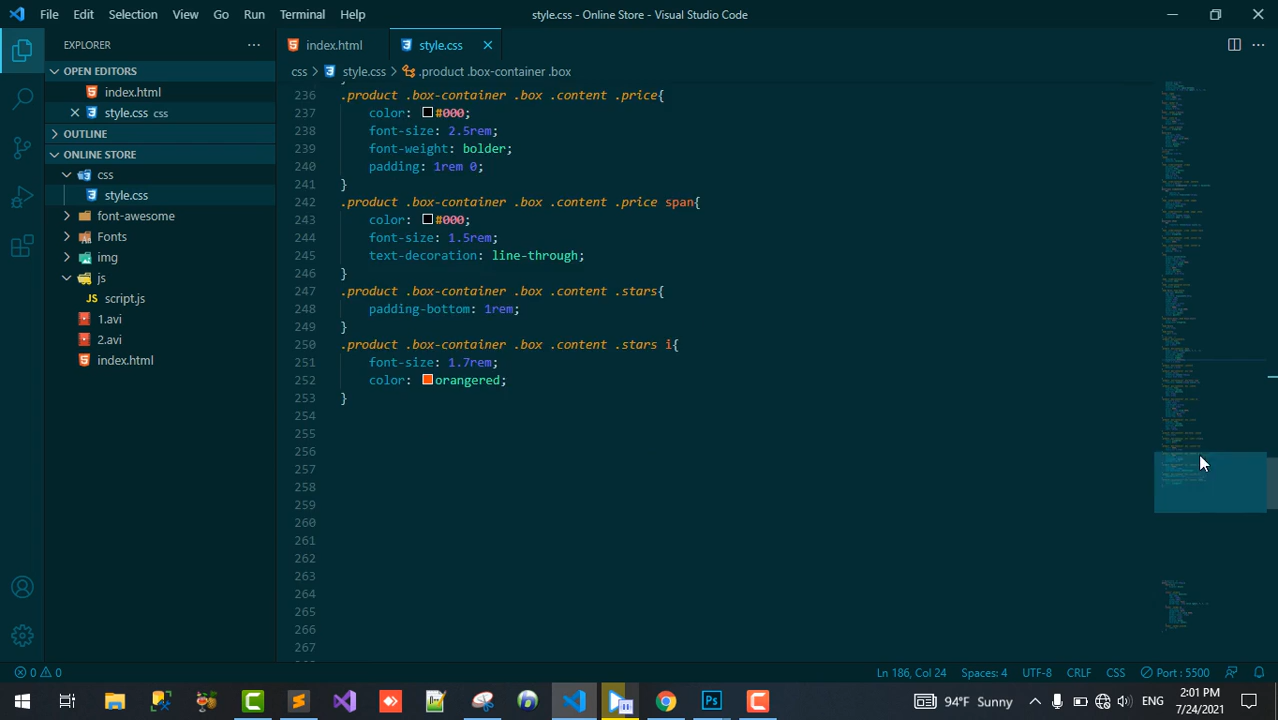 File Edit Selection View Go Run Terminal Help
style.css - Online Store - Visual Studio Code
EXPLORER
OPEN EDITORS
index.html
style.css css
OUTLINE
ONLINE STORE
css
style.css
font-awesome
Fonts
img
js
JS script.js
1.avi
2.avi
index.html
index.html
style.css
css > style.css > .product .box-container .box
236 .product .box-container .box .content .price{
237 color: #000;
238 font-size: 2.5rem;
239 font-weight: bolder;
240 padding: 1rem 0;
241 }
242 .product .box-container .box .content .price span{
243 color: #000;
244 font-size: 1.5rem;
245 text-decoration: line-through;
246 }
247 .product .box-container .box .content .stars{
248 padding-bottom: 1rem;
249 }
250 .product .box-container .box .content .stars i{
251 font-size: 1.7rem;
252 color: orangered;
253 }
254
255
256
257
258
259
260
261
262
263
264
265
266
267
0 0
Ln 186, Col 24 Spaces: 4 UTF-8 CRLF CSS Port : 5500
94°F Sunny
ENG
2:01 PM
7/24/2021